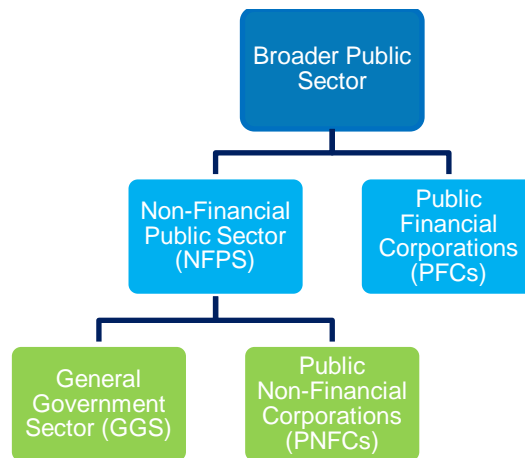 Broader Public
Sector
Non-Financial
Public Sector
(NFPS)
Public
Financial
Corporations
(PFCs)
General
Government
Sector (GGS)
Public
Non-Financial
Corporations
(PNFCs)